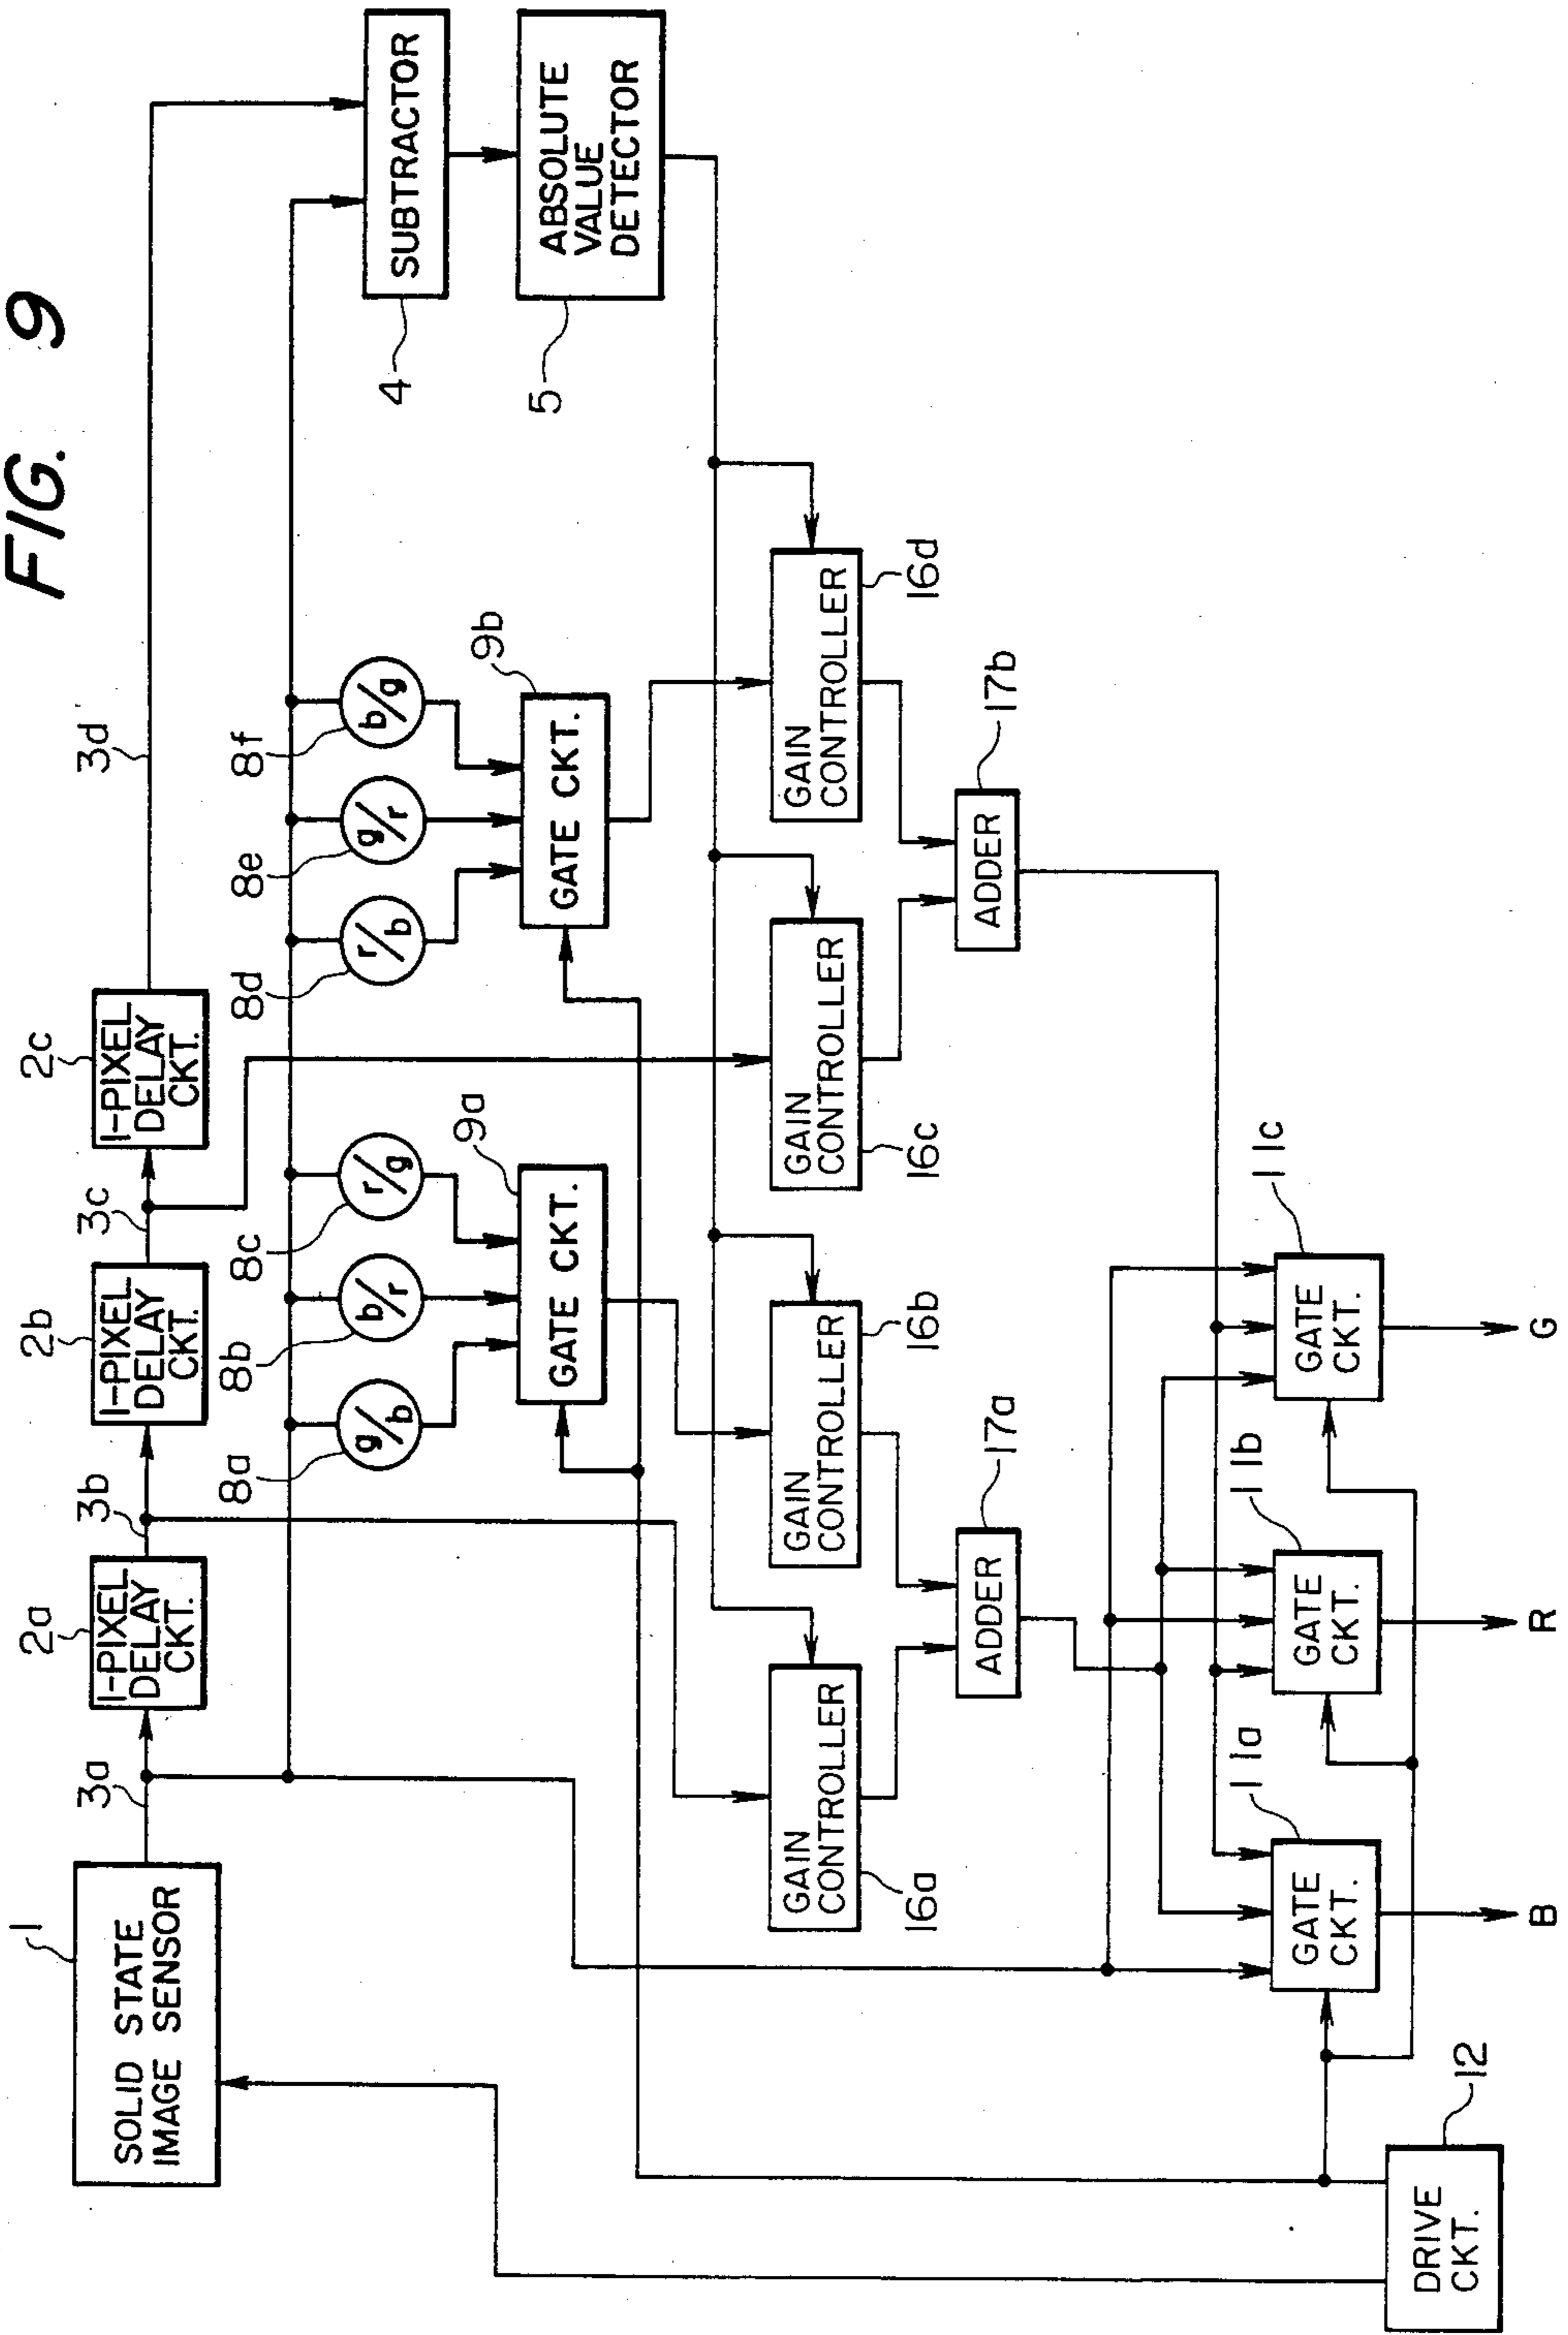 FIG. 9
1
SOLID STATE
IMAGE SENSOR
3a
2a
1-PIXEL
DELAY
CKT.
3b
2b
1-PIXEL
DELAY
CKT.
3c
2c
1-PIXEL
DELAY
CKT.
3d
8a
g/b
8b
b/r
8c
r/g
8d
r/b
8e
g/r
8f
b/g
SUBTRACTOR
4
ABSOLUTE
VALUE
DETECTOR
5
GATE CKT.
9a
GATE CKT.
9b
GAIN
CONTROLLER
16a
GAIN
CONTROLLER
16b
GAIN
CONTROLLER
16c
GAIN
CONTROLLER
16d
ADDER
17a
ADDER
17b
GATE
CKT.
11a
GATE
CKT.
11b
GATE
CKT.
11c
DRIVE
CKT.
12
B
R
G